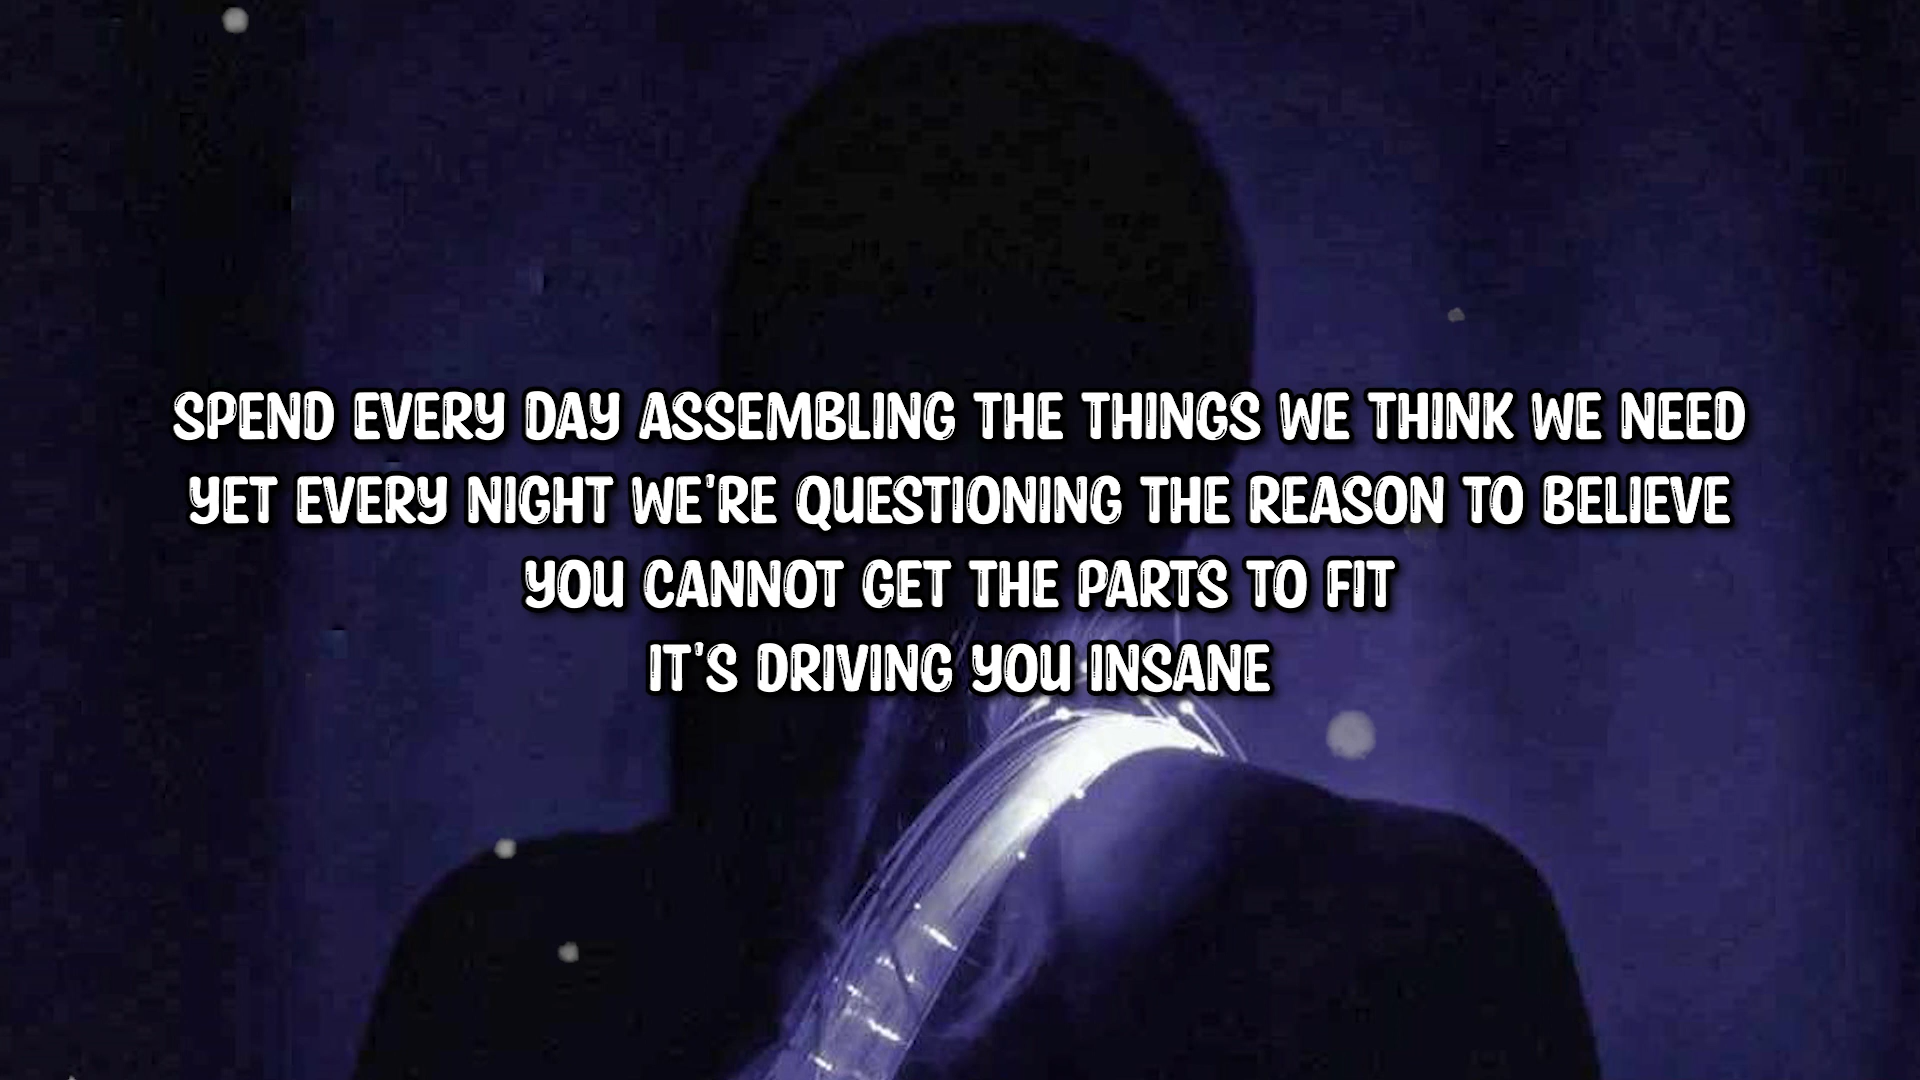 SPEND EVERY DAY ASSEMBLING THE THINGS WE THINK WE NEED
YET EVERY NIGHT WE'RE QUESTIONING THE REASON TO BELIEVE
YOU CANNOT GET THE PARTS TO FIT
IT'S DRIVING YOU INSANE